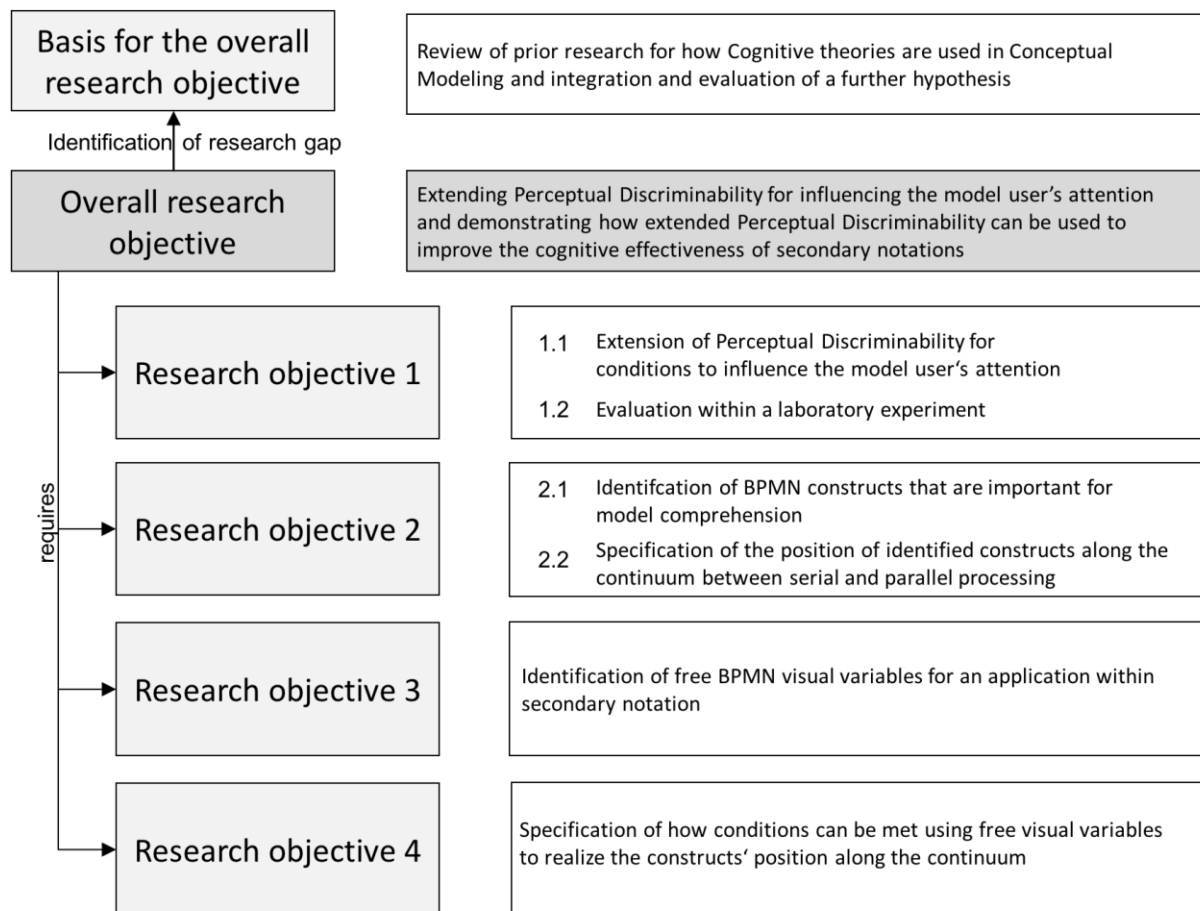 Basis for the overall
research objective
Review of prior research for how Cognitive theories are used in Conceptual
Modeling and integration and evaluation of a further hypothesis
Identification of research gap
Overall research
objective
Extending Perceptual Discriminability for influencing the model user's attention
and demonstrating how extended Perceptual Discriminability can be used to
improve the cognitive effectiveness of secondary notations
requires
Research objective 1
1.1 Extension of Perceptual Discriminability for
conditions to influence the model user‘s attention
1.2 Evaluation within a laboratory experiment
Research objective 2
2.1 Identifcation of BPMN constructs that are important for
model comprehension
2.2 Specification of the position of identified constructs along the
continuum between serial and parallel processing
Research objective 3
Identification of free BPMN visual variables for an application within
secondary notation
Research objective 4
Specification of how conditions can be met using free visual variables
to realize the constructs‘ position along the continuum